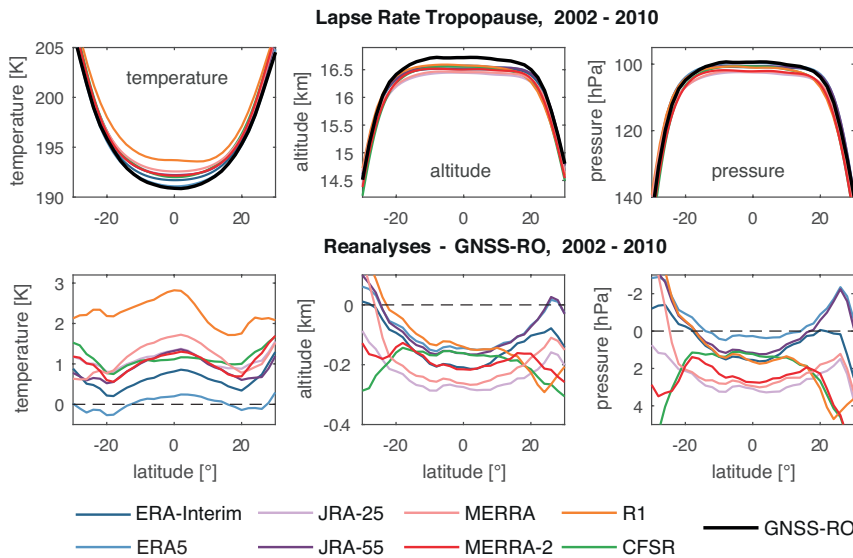 Lapse Rate Tropopause, 2002 - 2010
temperature [K]
205
200
195
190
temperature
-20 0 20
altitude [km]
16.5
16
15.5
15
14.5
altitude
-20 0 20
pressure [hPa]
100
120
140
pressure
-20 0 20
Reanalyses - GNSS-RO, 2002 - 2010
temperature [K]
3
2
1
0
-20 0 20
latitude [°]
altitude [km]
0
-0.2
-0.4
-20 0 20
latitude [°]
pressure [hPa]
-2
0
2
4
-20 0 20
latitude [°]
ERA-Interim JRA-25 MERRA R1 GNSS-RO
ERA5 JRA-55 MERRA-2 CFSR